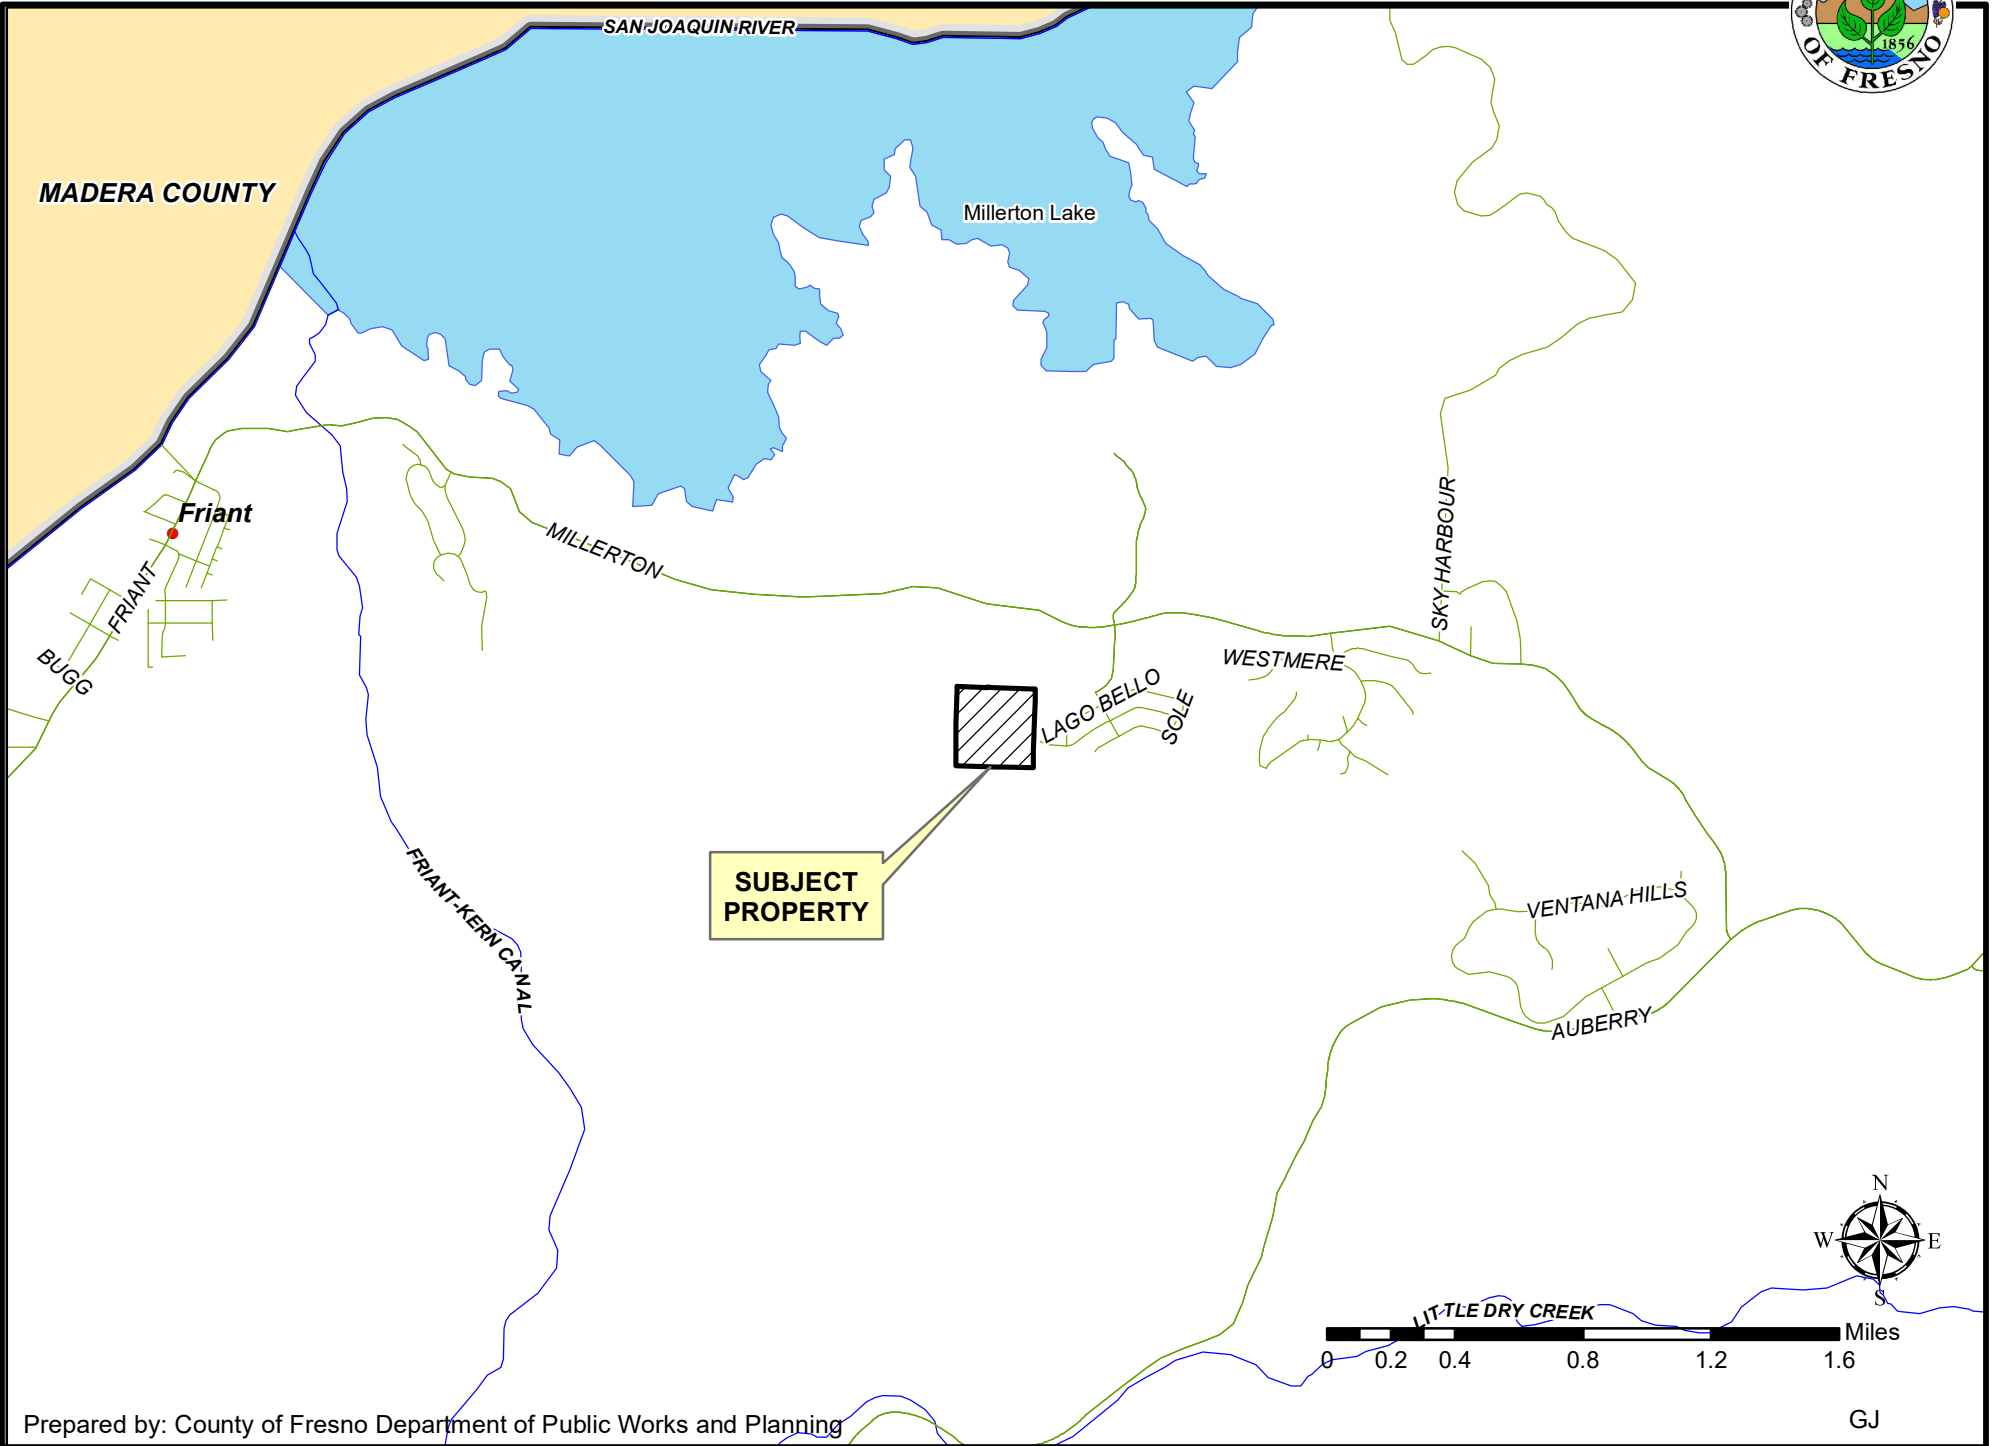 SAN JOAQUIN RIVER
1856
OF FRESNO
MADERA COUNTY
Millerton Lake
Friant
MILLERTON
SKY HARBOUR
FRIANT
BUGG
WESTMERE
LAGO BELLO
SOLE
SUBJECT
PROPERTY
FRIANT-KERN CANAL
VENTANA HILLS
AUBERRY
N
W
E
S
LITTLE DRY CREEK
Miles
0 0.2 0.4 0.8 1.2 1.6
Prepared by: County of Fresno Department of Public Works and Planning
GJ